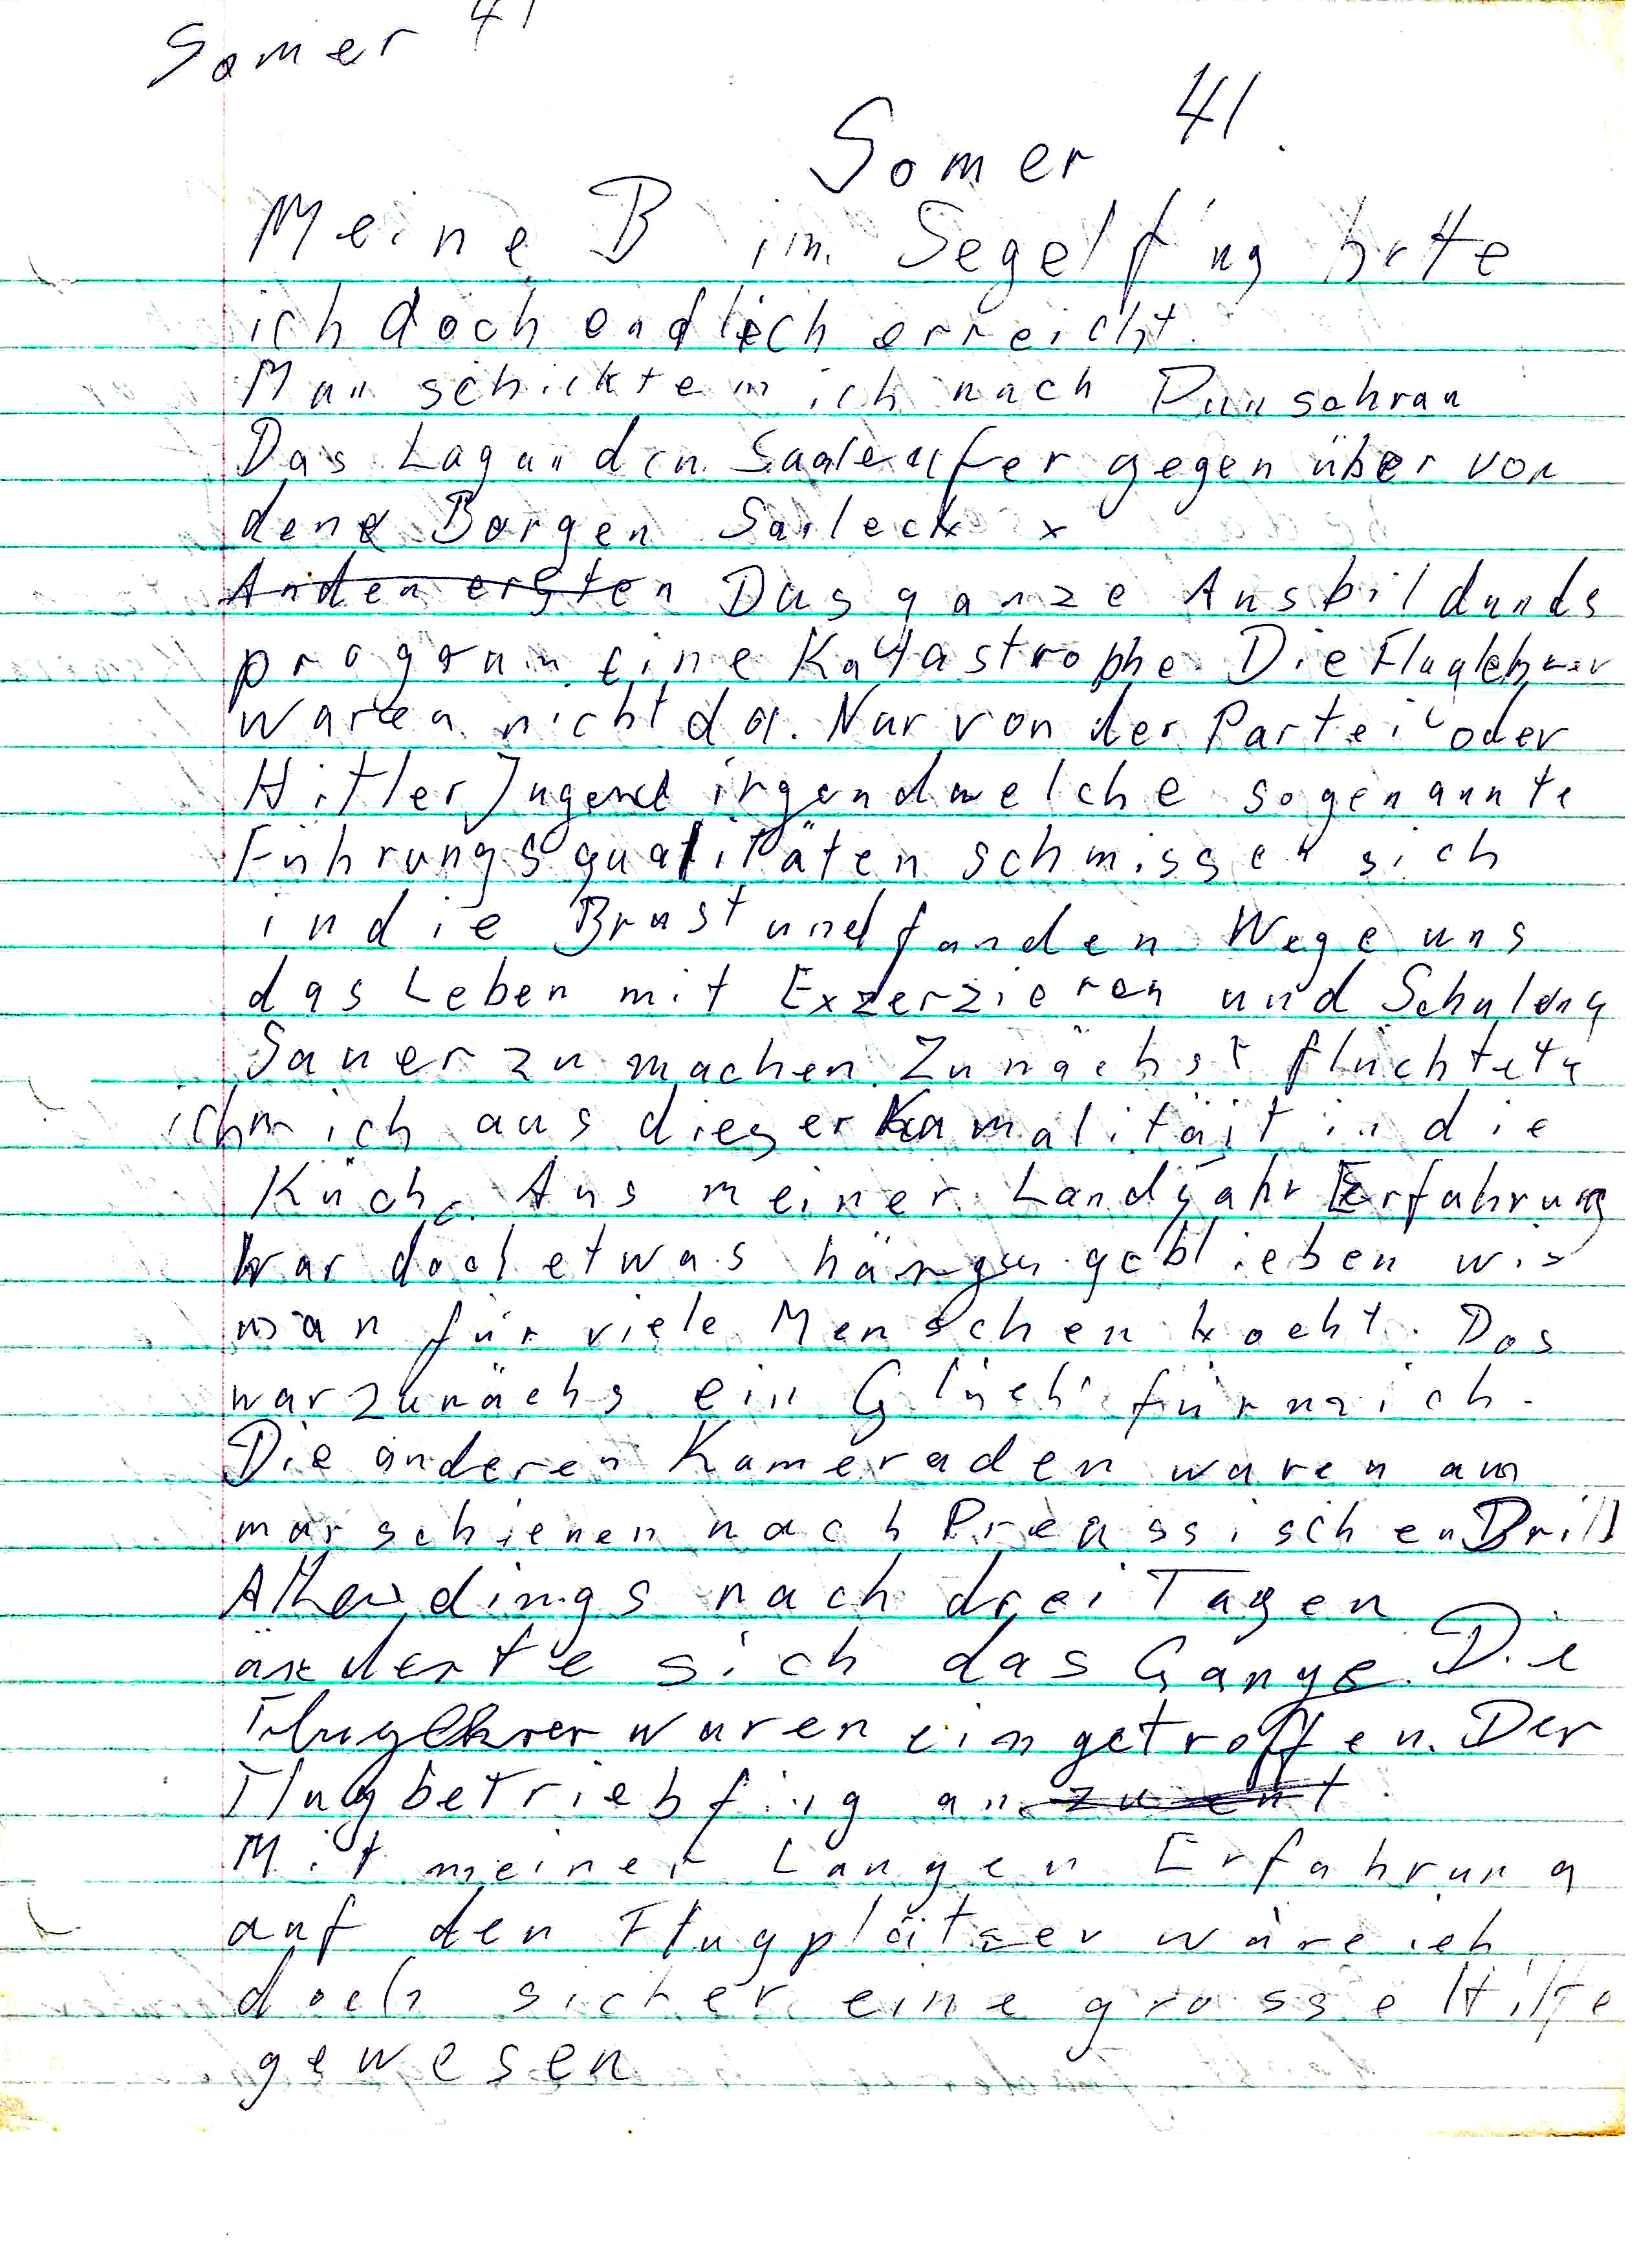 Somer 41
Somer 41.
Meine B im Segelflug hatte
ich doch endlich erreicht.
Man schickte mich nach
Das Lag an den Saaleufer gegenüber von
dene Borgen Saaleck x
An den ersten Das ganze Ausbildunds
program eine Katastrophe. Die Fluglehrer
waren nicht da. Nur von der Partei oder
Hitler Jugend irgendwelche sogenannte
Führungsqualitäten schmissen sich
in die Brust und fanden Wege uns
das Leben mit Exzerzieren und Schulung
Sauer zu machen. Zunächst flüchtete
ich mich aus dieser Kamalität in die
Küche. Aus meiner Landjahr Erfahrung
war doch etwas hängen geblieben wie
man für viele Menschen kocht. Das
war zunächs ein Glück für mich.
Die anderen Kameraden waren am
marschienen nach Preussischen Drill
Allerdings nach drei Tagen
änderte sich das Ganze. Die
Fluglehrer waren eingetroffen. Der
Flugbetrieb fing an
Mit meiner Langen Erfahrung
auf den Flugplätzen wäre ich
doch sicher eine grosse Hilfe
gewesen